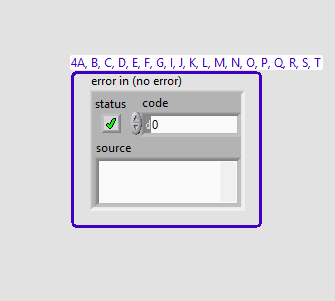 4A, B, C, D, E, F, G, I, J, K, L, M, N, O, P, Q, R, S, T
error in (no error)
status code
d 0
source